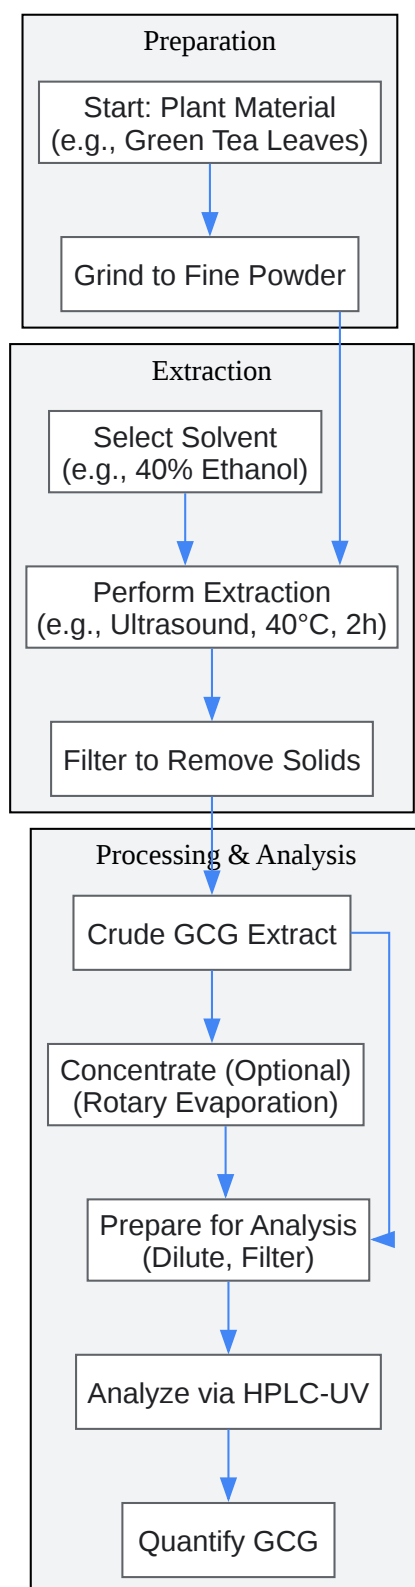 Preparation
Start: Plant Material
(e.g., Green Tea Leaves)
Grind to Fine Powder
Extraction
Select Solvent
(e.g., 40% Ethanol)
Perform Extraction
(e.g., Ultrasound, 40°C, 2h)
Filter to Remove Solids
Processing & Analysis
Crude GCG Extract
Concentrate (Optional)
(Rotary Evaporation)
Prepare for Analysis
(Dilute, Filter)
Analyze via HPLC-UV
Quantify GCG